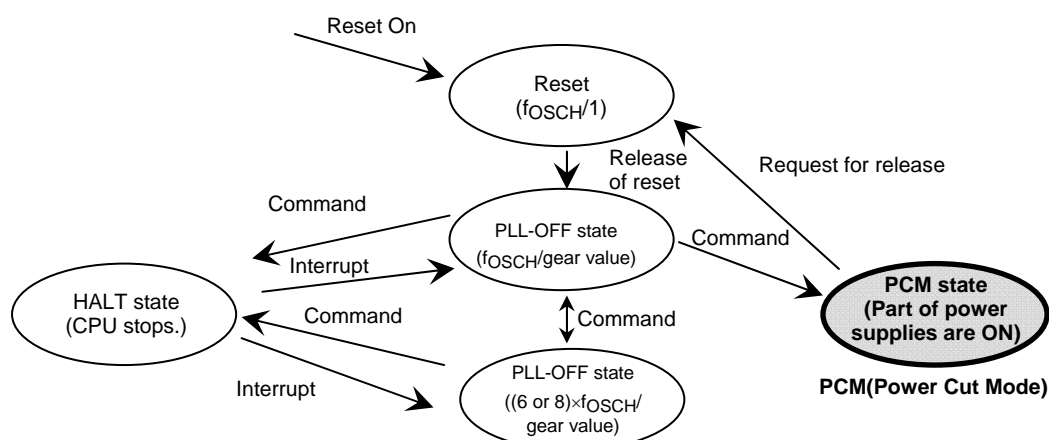 Reset On
Reset
(fOSCH/1)
Release
of reset
Request for release
Command
PLL-OFF state
(fOSCH/gear value)
Command
Interrupt
HALT state
(CPU stops.)
PCM state
(Part of power
supplies are ON)
Command
Command
Interrupt
PLL-OFF state
((6 or 8)×fOSCH/
gear value)
PCM(Power Cut Mode)